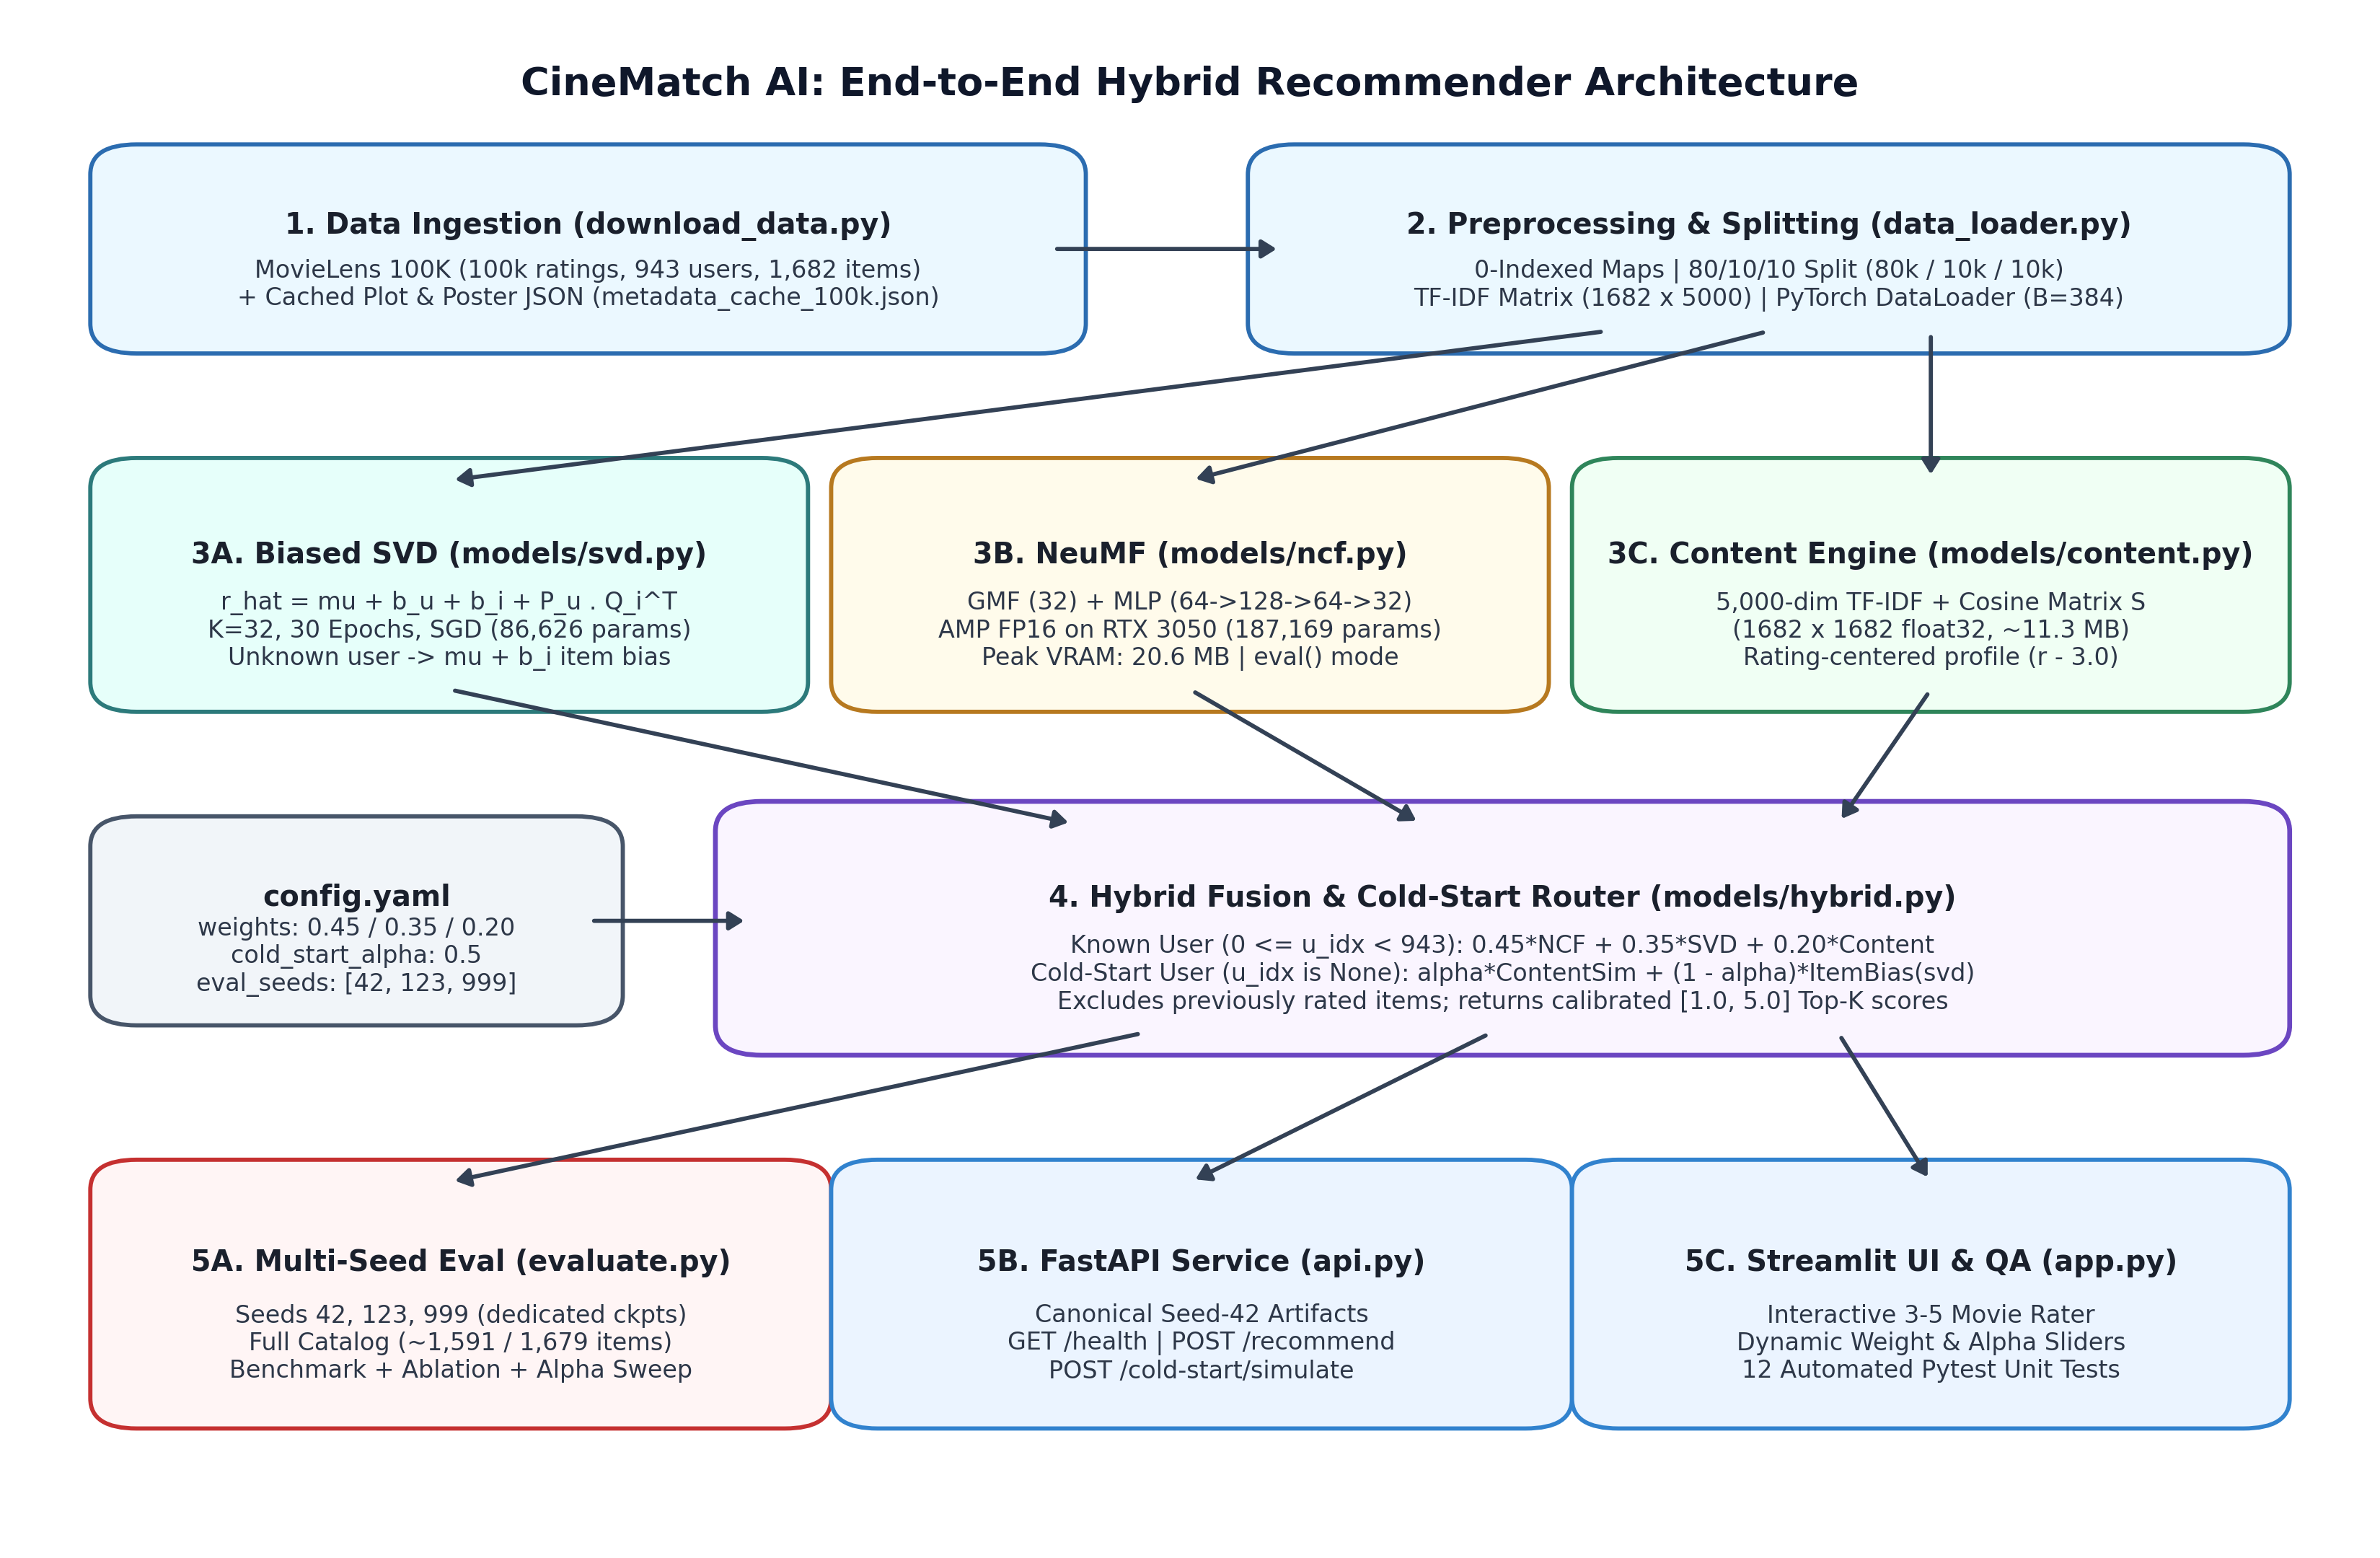 CineMatch AI: End-to-End Hybrid Recommender Architecture
1. Data Ingestion (download_data.py)
MovieLens 100K (100k ratings, 943 users, 1,682 items)
+ Cached Plot & Poster JSON (metadata_cache_100k.json)
2. Preprocessing & Splitting (data_loader.py)
0-Indexed Maps | 80/10/10 Split (80k / 10k / 10k)
TF-IDF Matrix (1682 x 5000) | PyTorch DataLoader (B=384)
3A. Biased SVD (models/svd.py)
r_hat = mu + b_u + b_i + P_u . Q_i^T
K=32, 30 Epochs, SGD (86,626 params)
Unknown user -> mu + b_i item bias
3B. NeuMF (models/ncf.py)
GMF (32) + MLP (64->128->64->32)
AMP FP16 on RTX 3050 (187,169 params)
Peak VRAM: 20.6 MB | eval() mode
3C. Content Engine (models/content.py)
5,000-dim TF-IDF + Cosine Matrix S
(1682 x 1682 float32, ~11.3 MB)
Rating-centered profile (r - 3.0)
config.yaml
weights: 0.45 / 0.35 / 0.20
cold_start_alpha: 0.5
eval_seeds: [42, 123, 999]
4. Hybrid Fusion & Cold-Start Router (models/hybrid.py)
Known User (0 <= u_idx < 943): 0.45*NCF + 0.35*SVD + 0.20*Content
Cold-Start User (u_idx is None): alpha*ContentSim + (1 - alpha)*ItemBias(svd)
Excludes previously rated items; returns calibrated [1.0, 5.0] Top-K scores
5A. Multi-Seed Eval (evaluate.py)
Seeds 42, 123, 999 (dedicated ckpts)
Full Catalog (~1,591 / 1,679 items)
Benchmark + Ablation + Alpha Sweep
5B. FastAPI Service (api.py)
Canonical Seed-42 Artifacts
GET /health | POST /recommend
POST /cold-start/simulate
5C. Streamlit UI & QA (app.py)
Interactive 3-5 Movie Rater
Dynamic Weight & Alpha Sliders
12 Automated Pytest Unit Tests